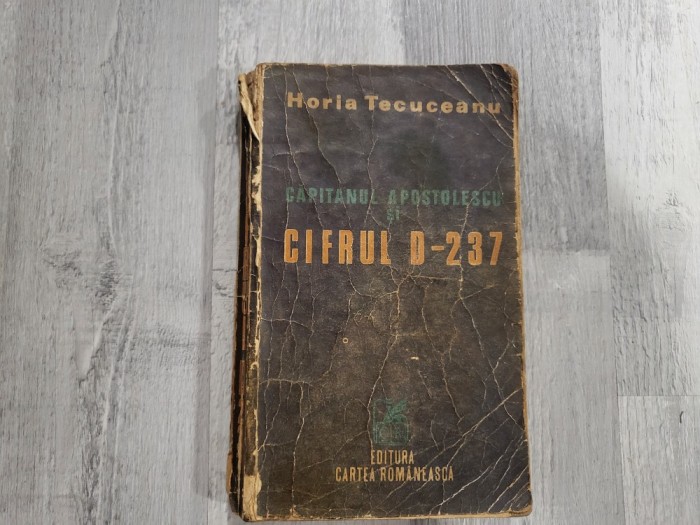 Horia Tecuceanu
CAPITANUL APOSTOLESCU
ȘI
CIFRUL D-237
EDITURA
CARTEA ROMÂNEASCĂ